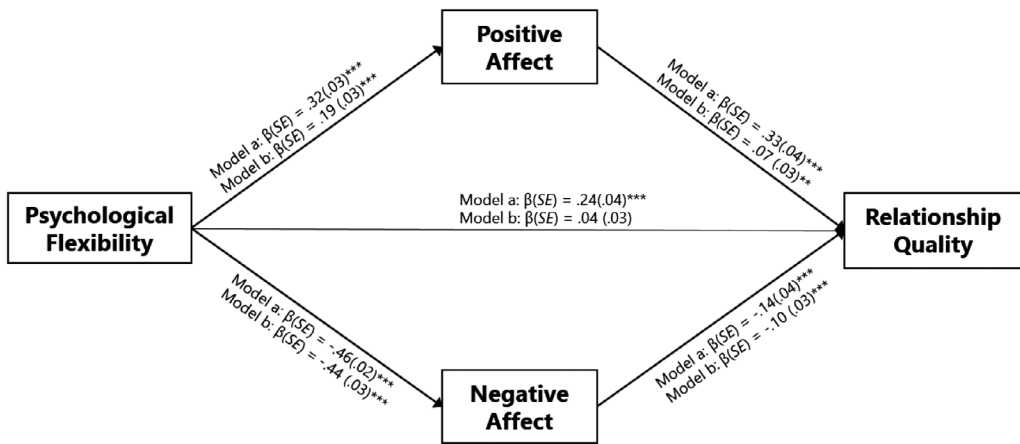 Positive
Affect
Model a: β(SE) = .32(.03)***
Model b: β(SE) = .19 (.03)***
Model a: β(SE) = .33(.04)***
Model b: β(SE) = .07 (.03)**
Psychological
Flexibility
Model a: β(SE) = .24(.04)***
Model b: β(SE) = .04 (.03)
Relationship
Quality
Model a: β(SE) = -.46(.02)***
Model b: β(SE) = -.44 (.03)***
Model a: β(SE) = -.14(.04)***
Model b: β(SE) = -.10 (.03)***
Negative
Affect